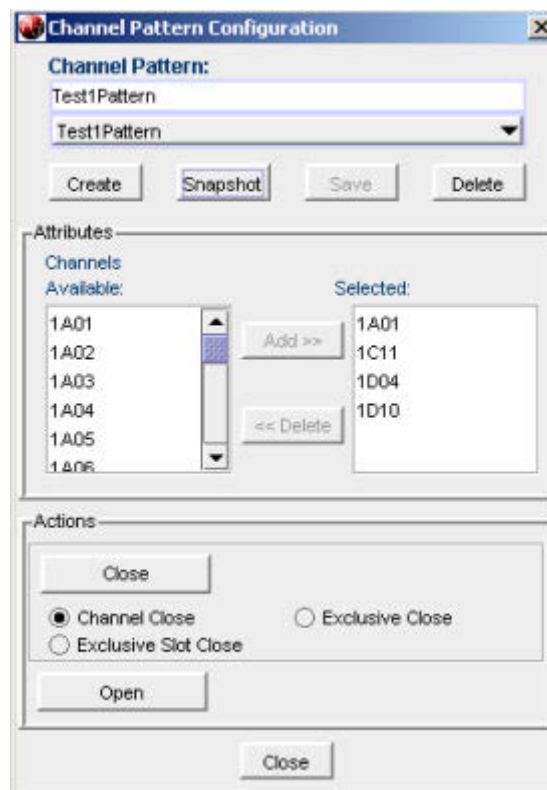 Channel Pattern Configuration
Channel Pattern:
Test1Pattern
Test1Pattern
Create Snapshot Save Delete
Attributes
Channels
Available: Selected:
1A01 1A01
1A02 Add >> 1C11
1A03 1D04
1A04 1D10
1A05 << Delete
1A06
Actions
Close
Channel Close Exclusive Close
Exclusive Slot Close
Open
Close